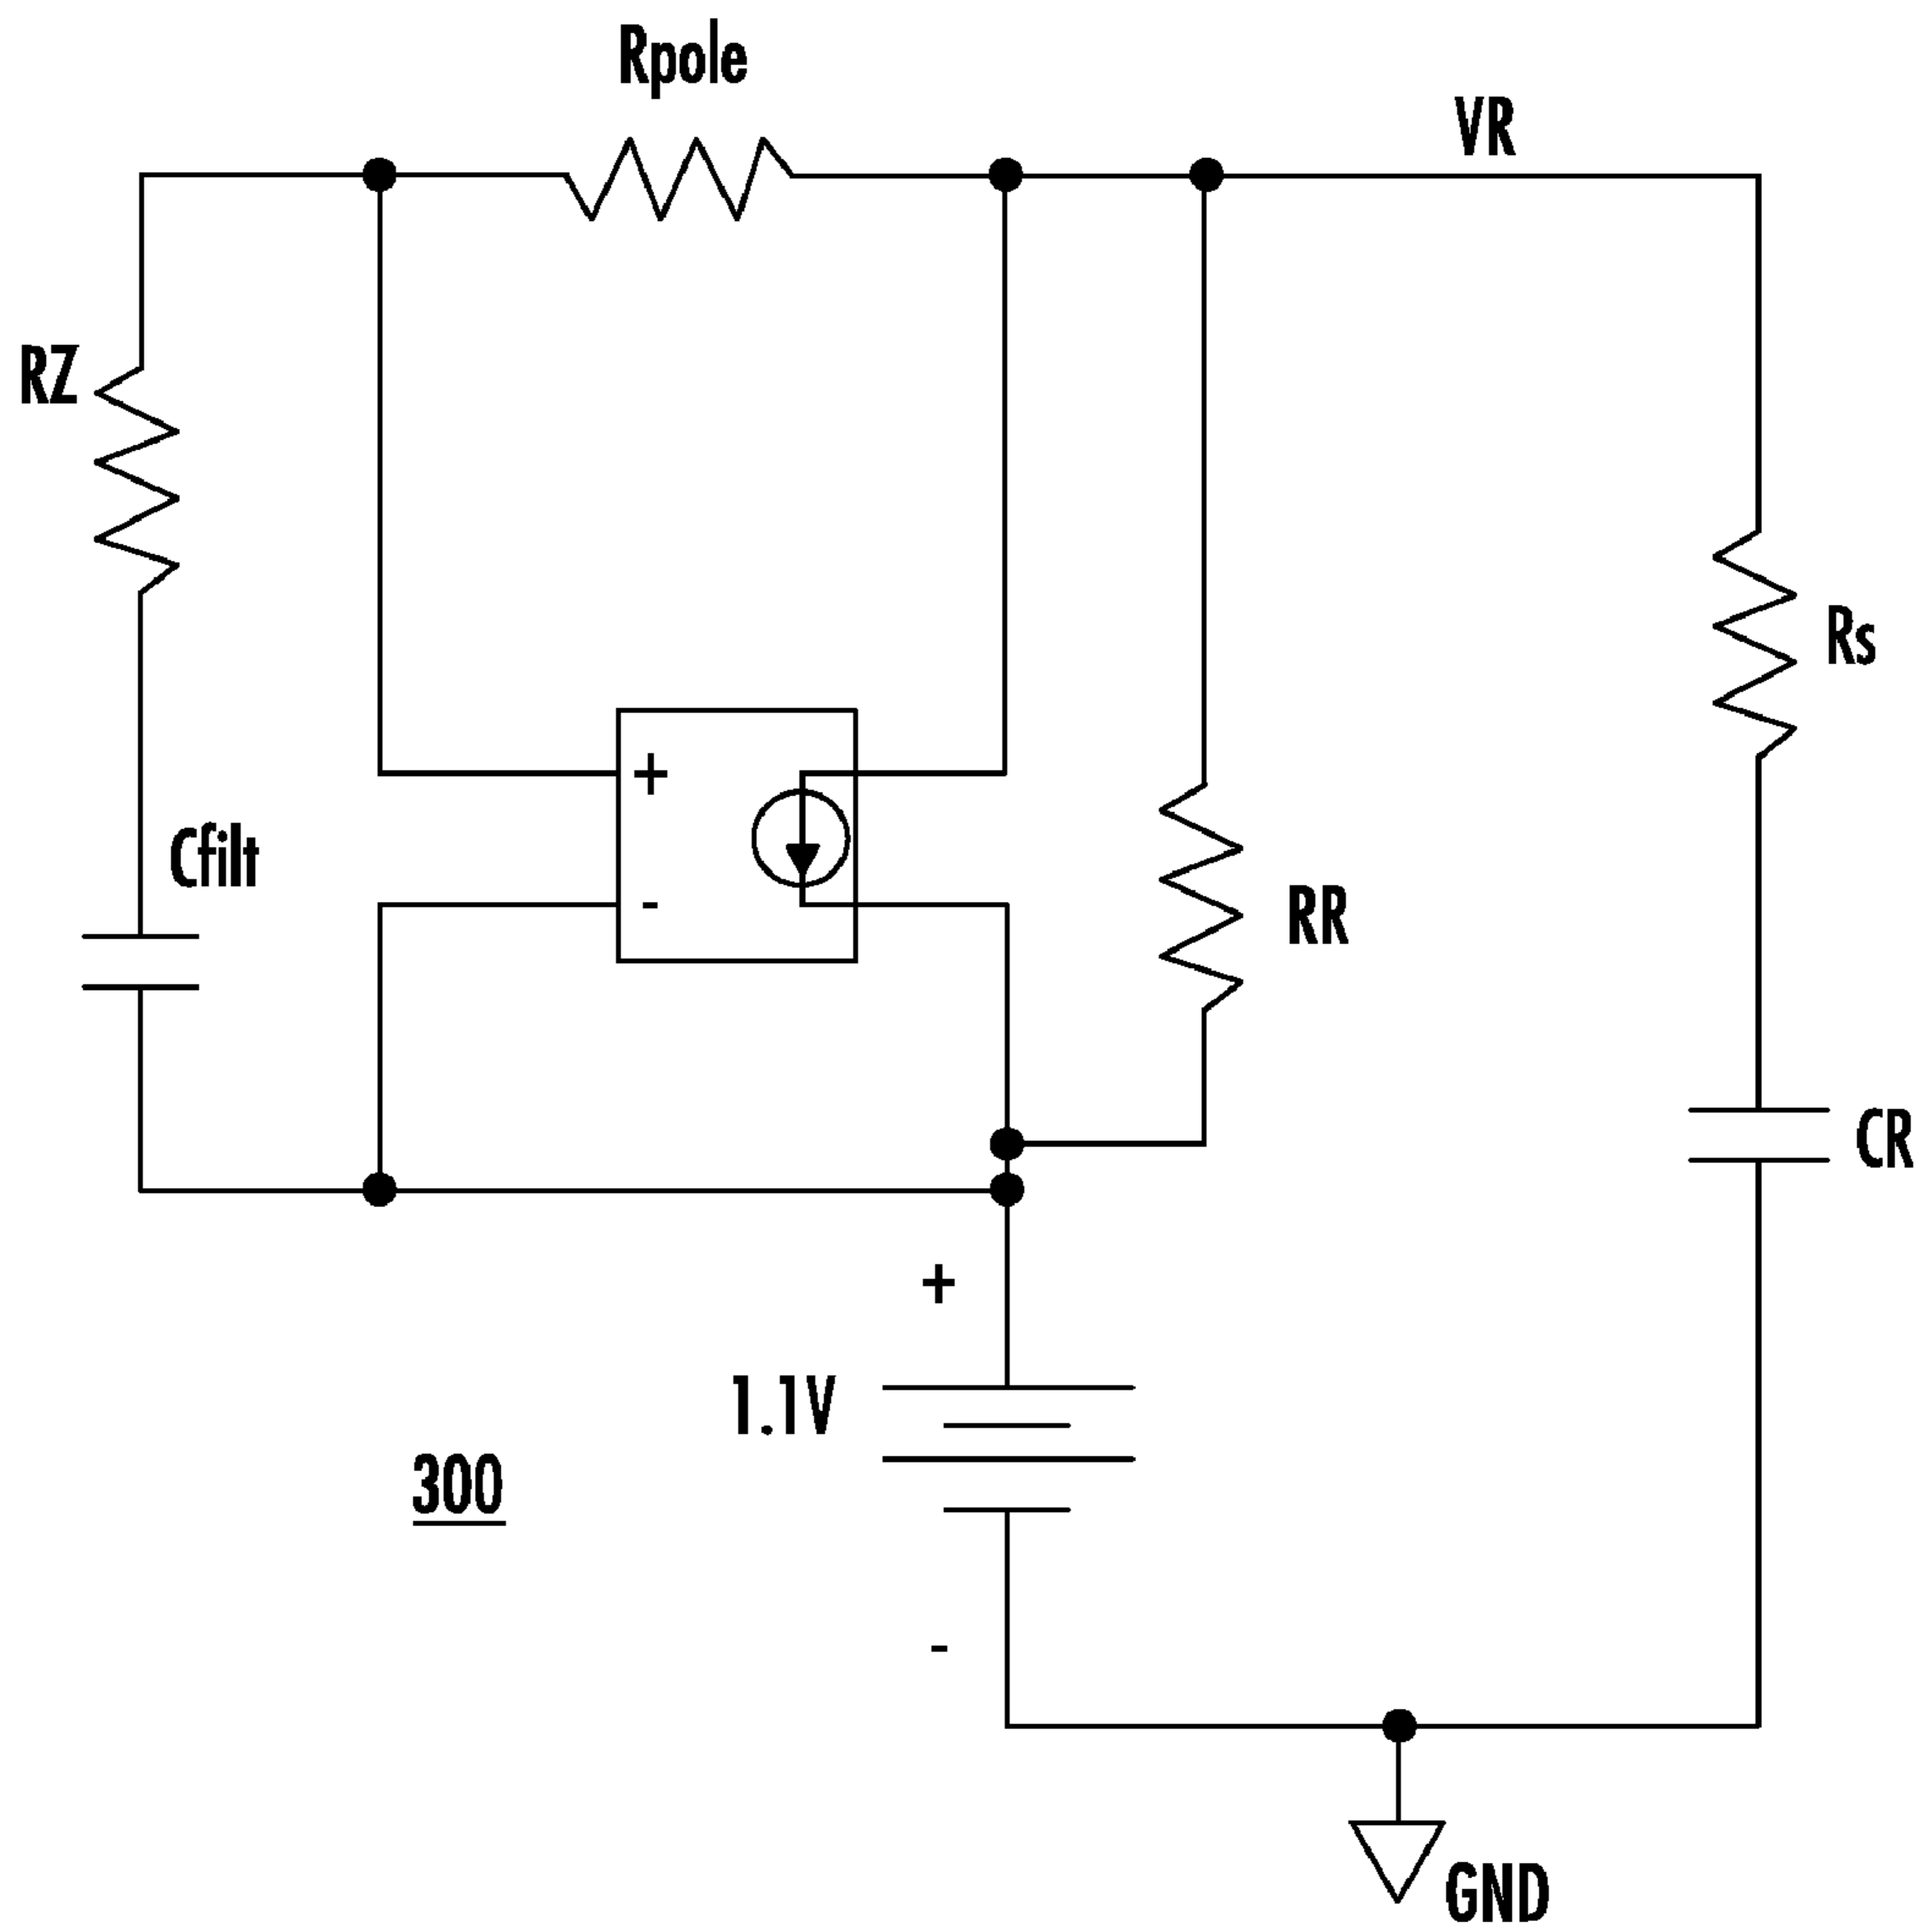 Rpole
VR
RZ
Rs
+
Cfilt
-
RR
CR
+
1.1V
300
-
GND